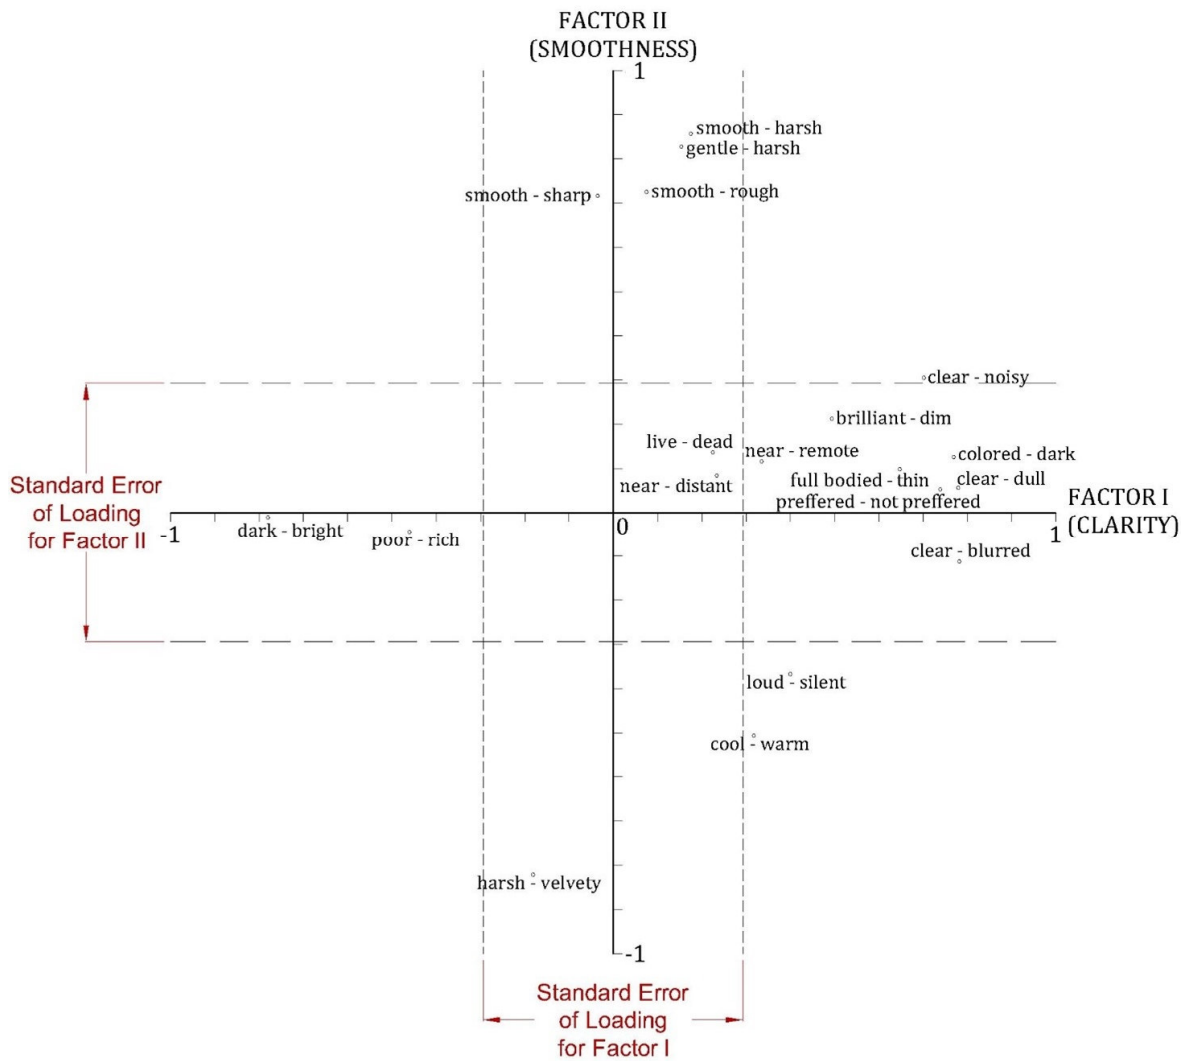 FACTOR II
(SMOOTHNESS)
1
smooth - harsh
gentle - harsh
smooth - sharp
smooth - rough
clear - noisy
brilliant - dim
live - dead
near - remote
colored - dark
near - distant
full bodied - thin
clear - dull
preffered - not preffered
Standard Error
of Loading
for Factor II
FACTOR I
(CLARITY)
-1
0
1
dark - bright
poor - rich
clear - blurred
loud - silent
cool - warm
harsh - velvety
-1
Standard Error
of Loading
for Factor I